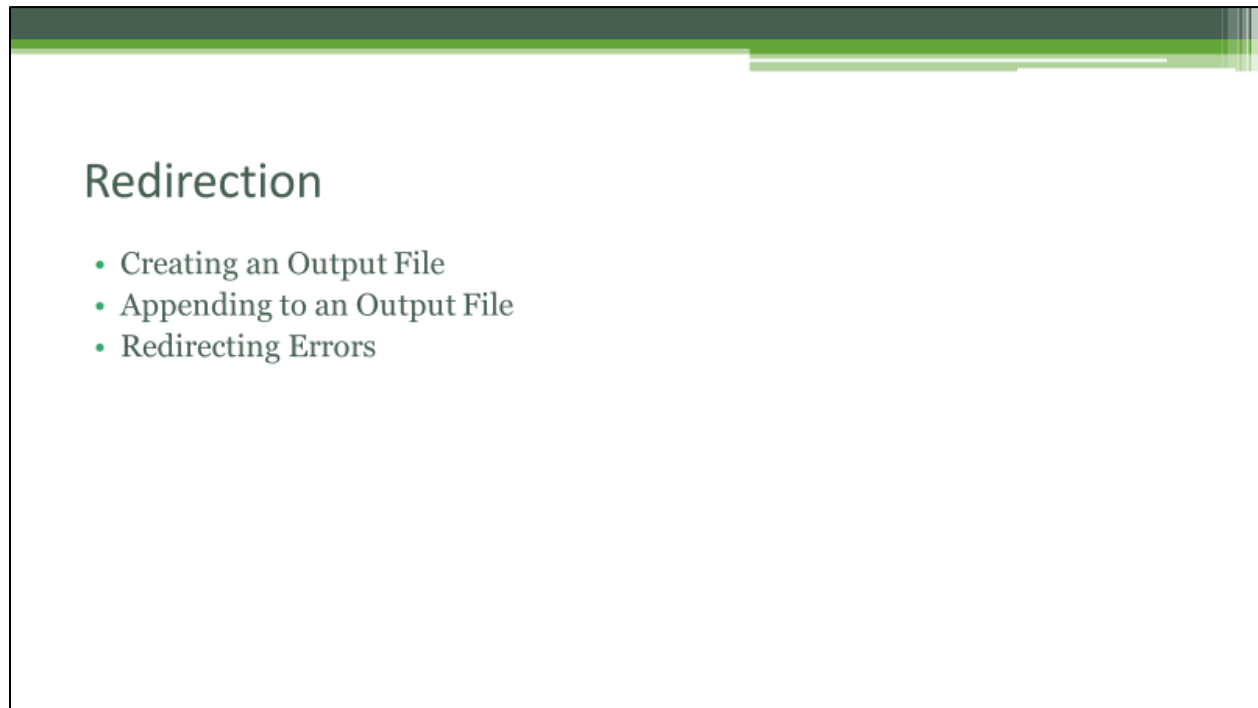 Redirection
• Creating an Output File
• Appending to an Output File
• Redirecting Errors